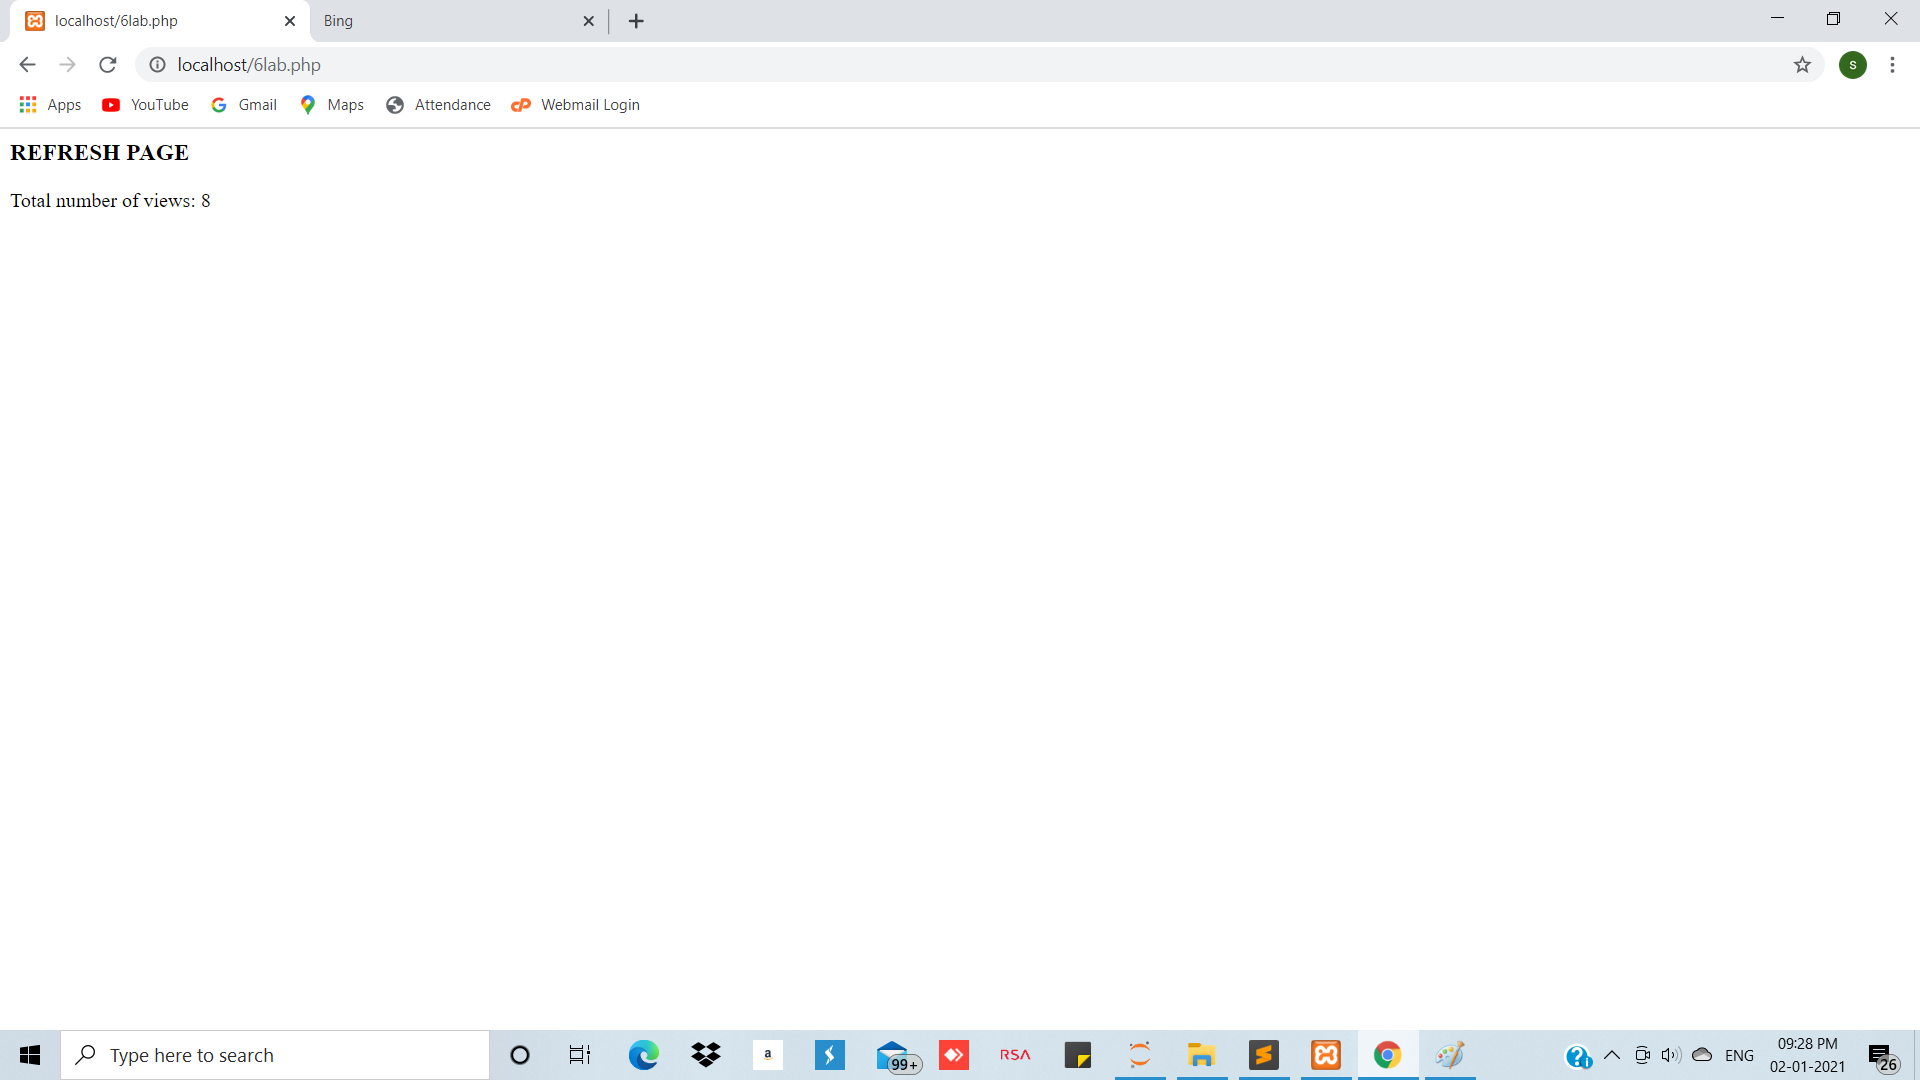 localhost/6lab.php
Bing
localhost/6lab.php
s
Apps YouTube Gmail Maps Attendance Webmail Login
REFRESH PAGE
Total number of views: 8
Type here to search
a
99+
RSA
ENG
09:28 PM
02-01-2021
26